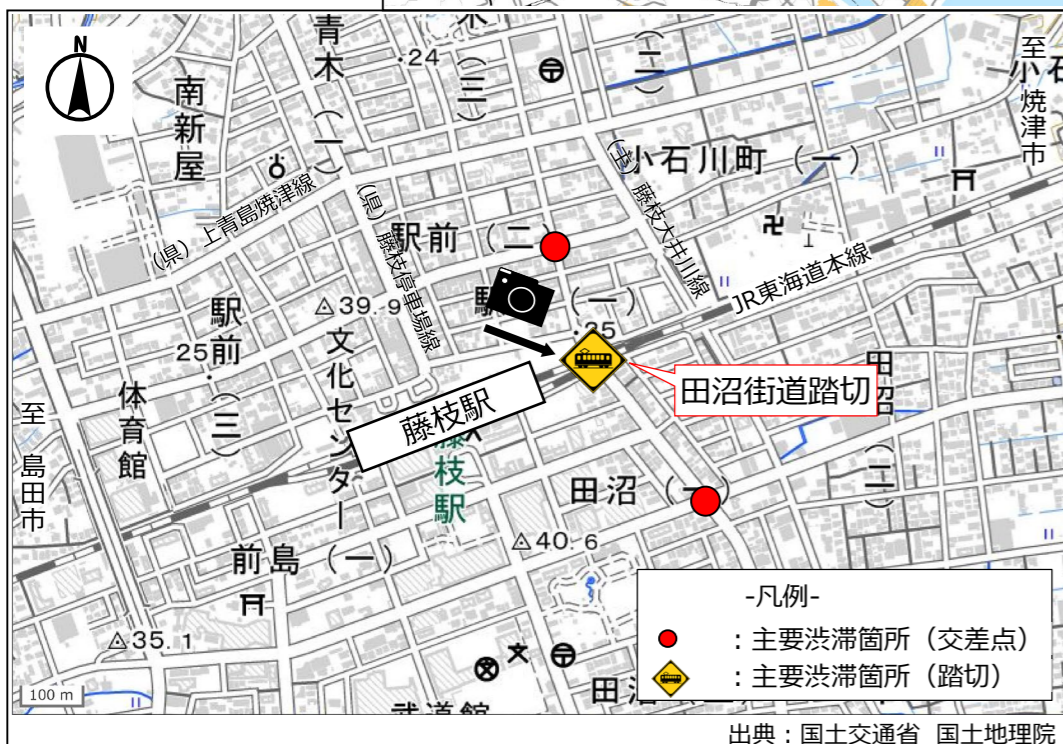 N
青木(一)
・24
木(三)
(二)
至 焼津市
小石
南新屋
(県)上青島焼津線
(県)藤枝停車場線
(主)藤枝大井川線
小石川町(一)
駅前(二)
駅
(一)
JR東海道本線
・25
39.9
駅前(三)
25・
文化センター
体育館
至 島田市
藤枝駅
藤枝駅
田沼街道踏切
田沼(二)
田沼(一)
40.6
前島(一)
35.1
100 m
武道館
田沼
-凡例-
:主要渋滞箇所(交差点)
:主要渋滞箇所(踏切)
出典:国土交通省 国土地理院